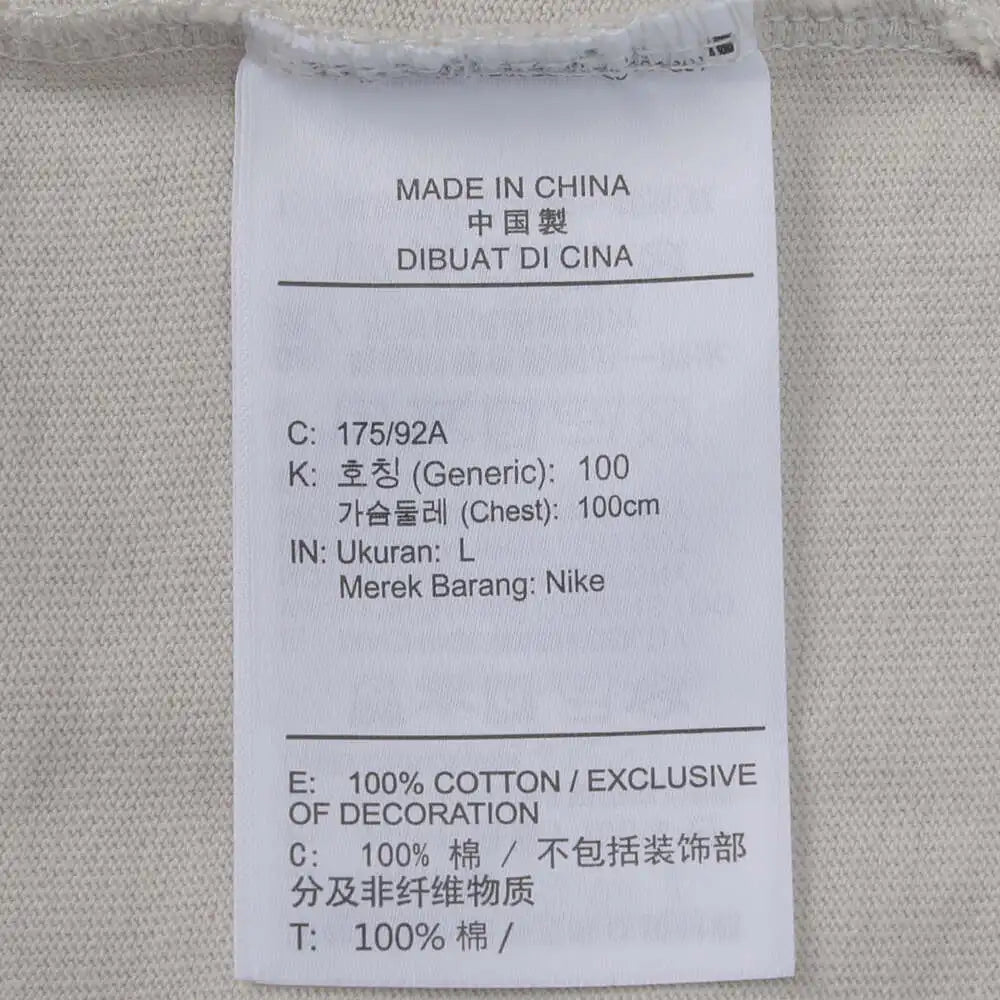 MADE IN CHINA
中国製
DIBUAT DI CINA
C: 175/92A
K: 호칭 (Generic): 100
가슴둘레 (Chest): 100cm
IN: Ukuran: L
Merek Barang: Nike
E: 100% COTTON / EXCLUSIVE
OF DECORATION
C: 100% 棉 / 不包括装饰部
分及非纤维物质
T: 100% 棉 /